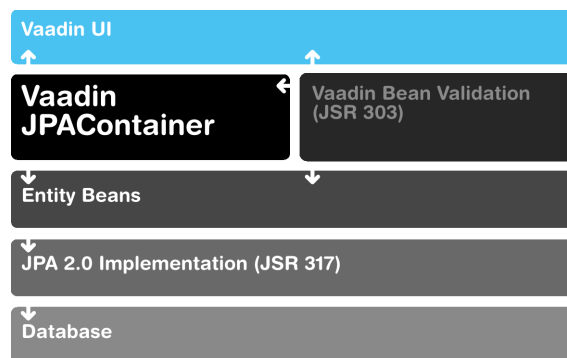 Vaadin UI
Vaadin
JPAContainer
Vaadin Bean Validation
(JSR 303)
Entity Beans
JPA 2.0 Implementation (JSR 317)
Database